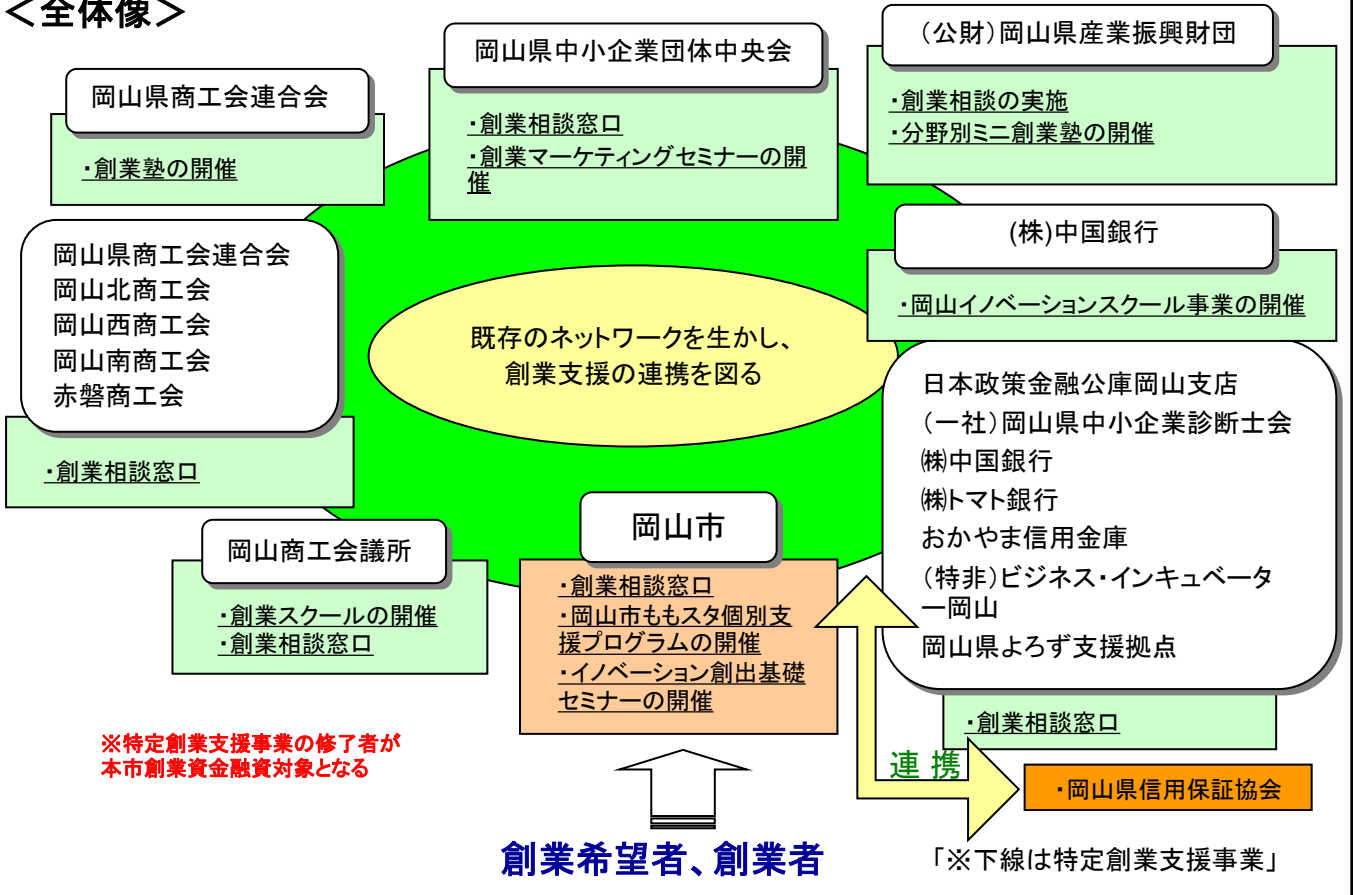 ＜全体像＞
岡山県商工会連合会
・創業塾の開催
岡山県中小企業団体中央会
・創業相談窓口
・創業マーケティングセミナーの開
催
（公財）岡山県産業振興財団
・創業相談の実施
・分野別ミニ創業塾の開催
岡山県商工会連合会
岡山北商工会
岡山西商工会
岡山南商工会
赤磐商工会
・創業相談窓口
既存のネットワークを生かし、
創業支援の連携を図る
(株)中国銀行
・岡山イノベーションスクール事業の開催
日本政策金融公庫岡山支店
（一社）岡山県中小企業診断士会
㈱中国銀行
㈱トマト銀行
おかやま信用金庫
（特非）ビジネス・インキュベータ
ー岡山
岡山県よろず支援拠点
・創業相談窓口
岡山商工会議所
・創業スクールの開催
・創業相談窓口
岡山市
・創業相談窓口
・岡山市ももスタ個別支
援プログラムの開催
・イノベーション創出基礎
セミナーの開催
※特定創業支援事業の修了者が
本市創業資金融資対象となる
連 携
・岡山県信用保証協会
創業希望者、創業者
「※下線は特定創業支援事業」